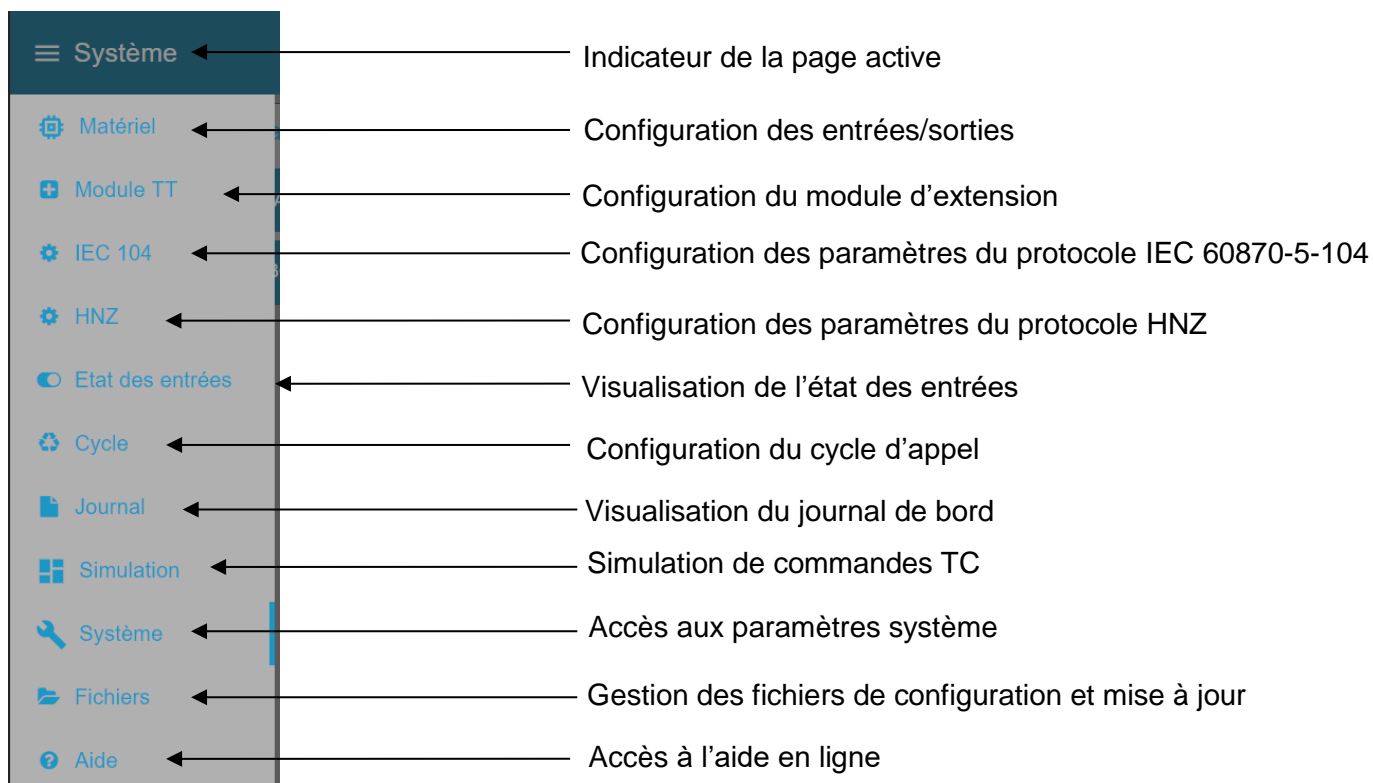 Système
Indicateur de la page active
Matériel
Configuration des entrées/sorties
Module TT
Configuration du module d’extension
IEC 104
Configuration des paramètres du protocole IEC 60870-5-104
HNZ
Configuration des paramètres du protocole HNZ
Etat des entrées
Visualisation de l’état des entrées
Cycle
Configuration du cycle d’appel
Journal
Visualisation du journal de bord
Simulation
Simulation de commandes TC
Système
Accès aux paramètres système
Fichiers
Gestion des fichiers de configuration et mise à jour
Aide
Accès à l’aide en ligne